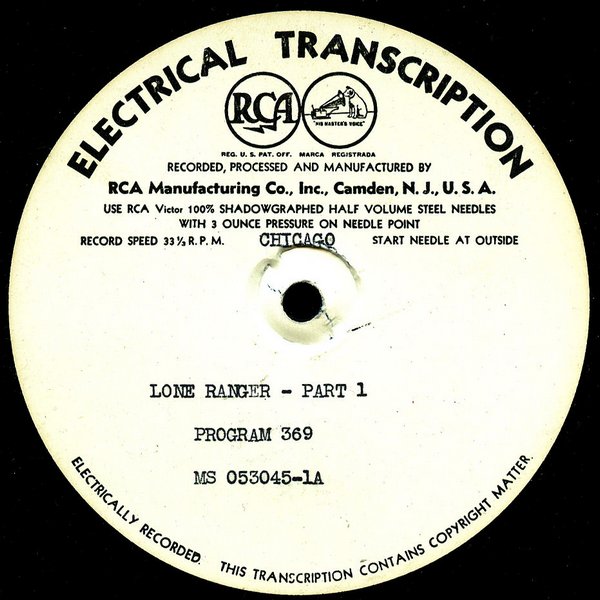 ELECTRICAL TRANSCRIPTION
RCA
"HIS MASTER'S VOICE"
REG. U. S. PAT. OFF. MARCA REGISTRADA
RECORDED, PROCESSED AND MANUFACTURED BY
RCA Manufacturing Co., Inc., Camden, N. J., U. S. A.
USE RCA Victor 100% SHADOWGRAPHED HALF VOLUME STEEL NEEDLES
WITH 3 OUNCE PRESSURE ON NEEDLE POINT
RECORD SPEED 33⅓ R. P. M. CHICAGO START NEEDLE AT OUTSIDE
LONE RANGER - PART 1
PROGRAM 369
MS 053045-1A
ELECTRICALLY RECORDED. THIS TRANSCRIPTION CONTAINS COPYRIGHT MATTER.